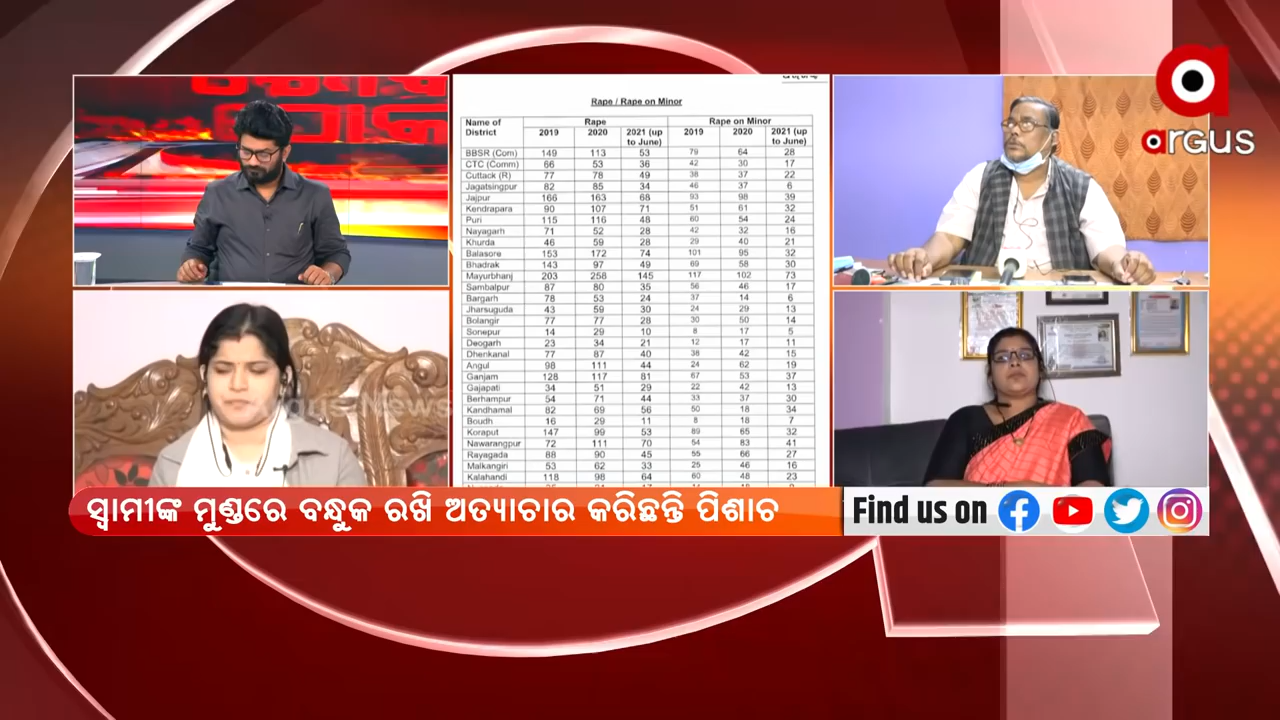 argus
Rape / Rape on Minor
Name of District Rape Rape on Minor
2019 2020 2021 (up to June) 2019 2020 2021 (up to June)
BBSR (Com) 149 113 53 79 64 28
CTC (Comm) 66 53 36 42 30 17
Cuttack (R) 77 78 49 38 37 22
Jagatsingpur 82 85 34 46 37 6
Jajpur 166 163 68 93 98 39
Kendrapara 90 107 71 51 61 32
Puri 115 116 48 60 54 24
Nayagarh 71 52 28 42 32 16
Khurda 46 59 28 29 40 21
Balasore 153 172 74 101 95 32
Bhadrak 143 97 49 69 58 30
Mayurbhanj 203 258 145 117 102 73
Sambalpur 87 80 35 56 46 17
Bargarh 78 53 24 37 14 6
Jharsuguda 43 59 30 24 29 13
Bolangir 77 77 28 30 50 14
Sonepur 14 29 10 8 17 5
Deogarh 23 34 21 12 17 11
Dhenkanal 77 87 40 38 42 15
Angul 98 111 44 24 62 19
Ganjam 128 117 81 67 53 37
Gajapati 34 51 29 22 42 13
Berhampur 54 71 44 33 37 30
Kandhamal 82 69 56 50 18 34
Boudh 16 29 11 8 18 7
Koraput 147 99 53 89 65 32
Nawarangpur 72 111 70 54 83 41
Rayagada 88 90 45 55 66 27
Malkangiri 53 62 33 25 46 16
Kalahandi 118 98 64 60 48 23
Argus News
ସ୍ୱାମୀଙ୍କ ମୁଣ୍ଡରେ ବନ୍ଧୁକ ରଖି ଅତ୍ୟାଚାର କରିଛନ୍ତି ପିଶାଚ
Find us on